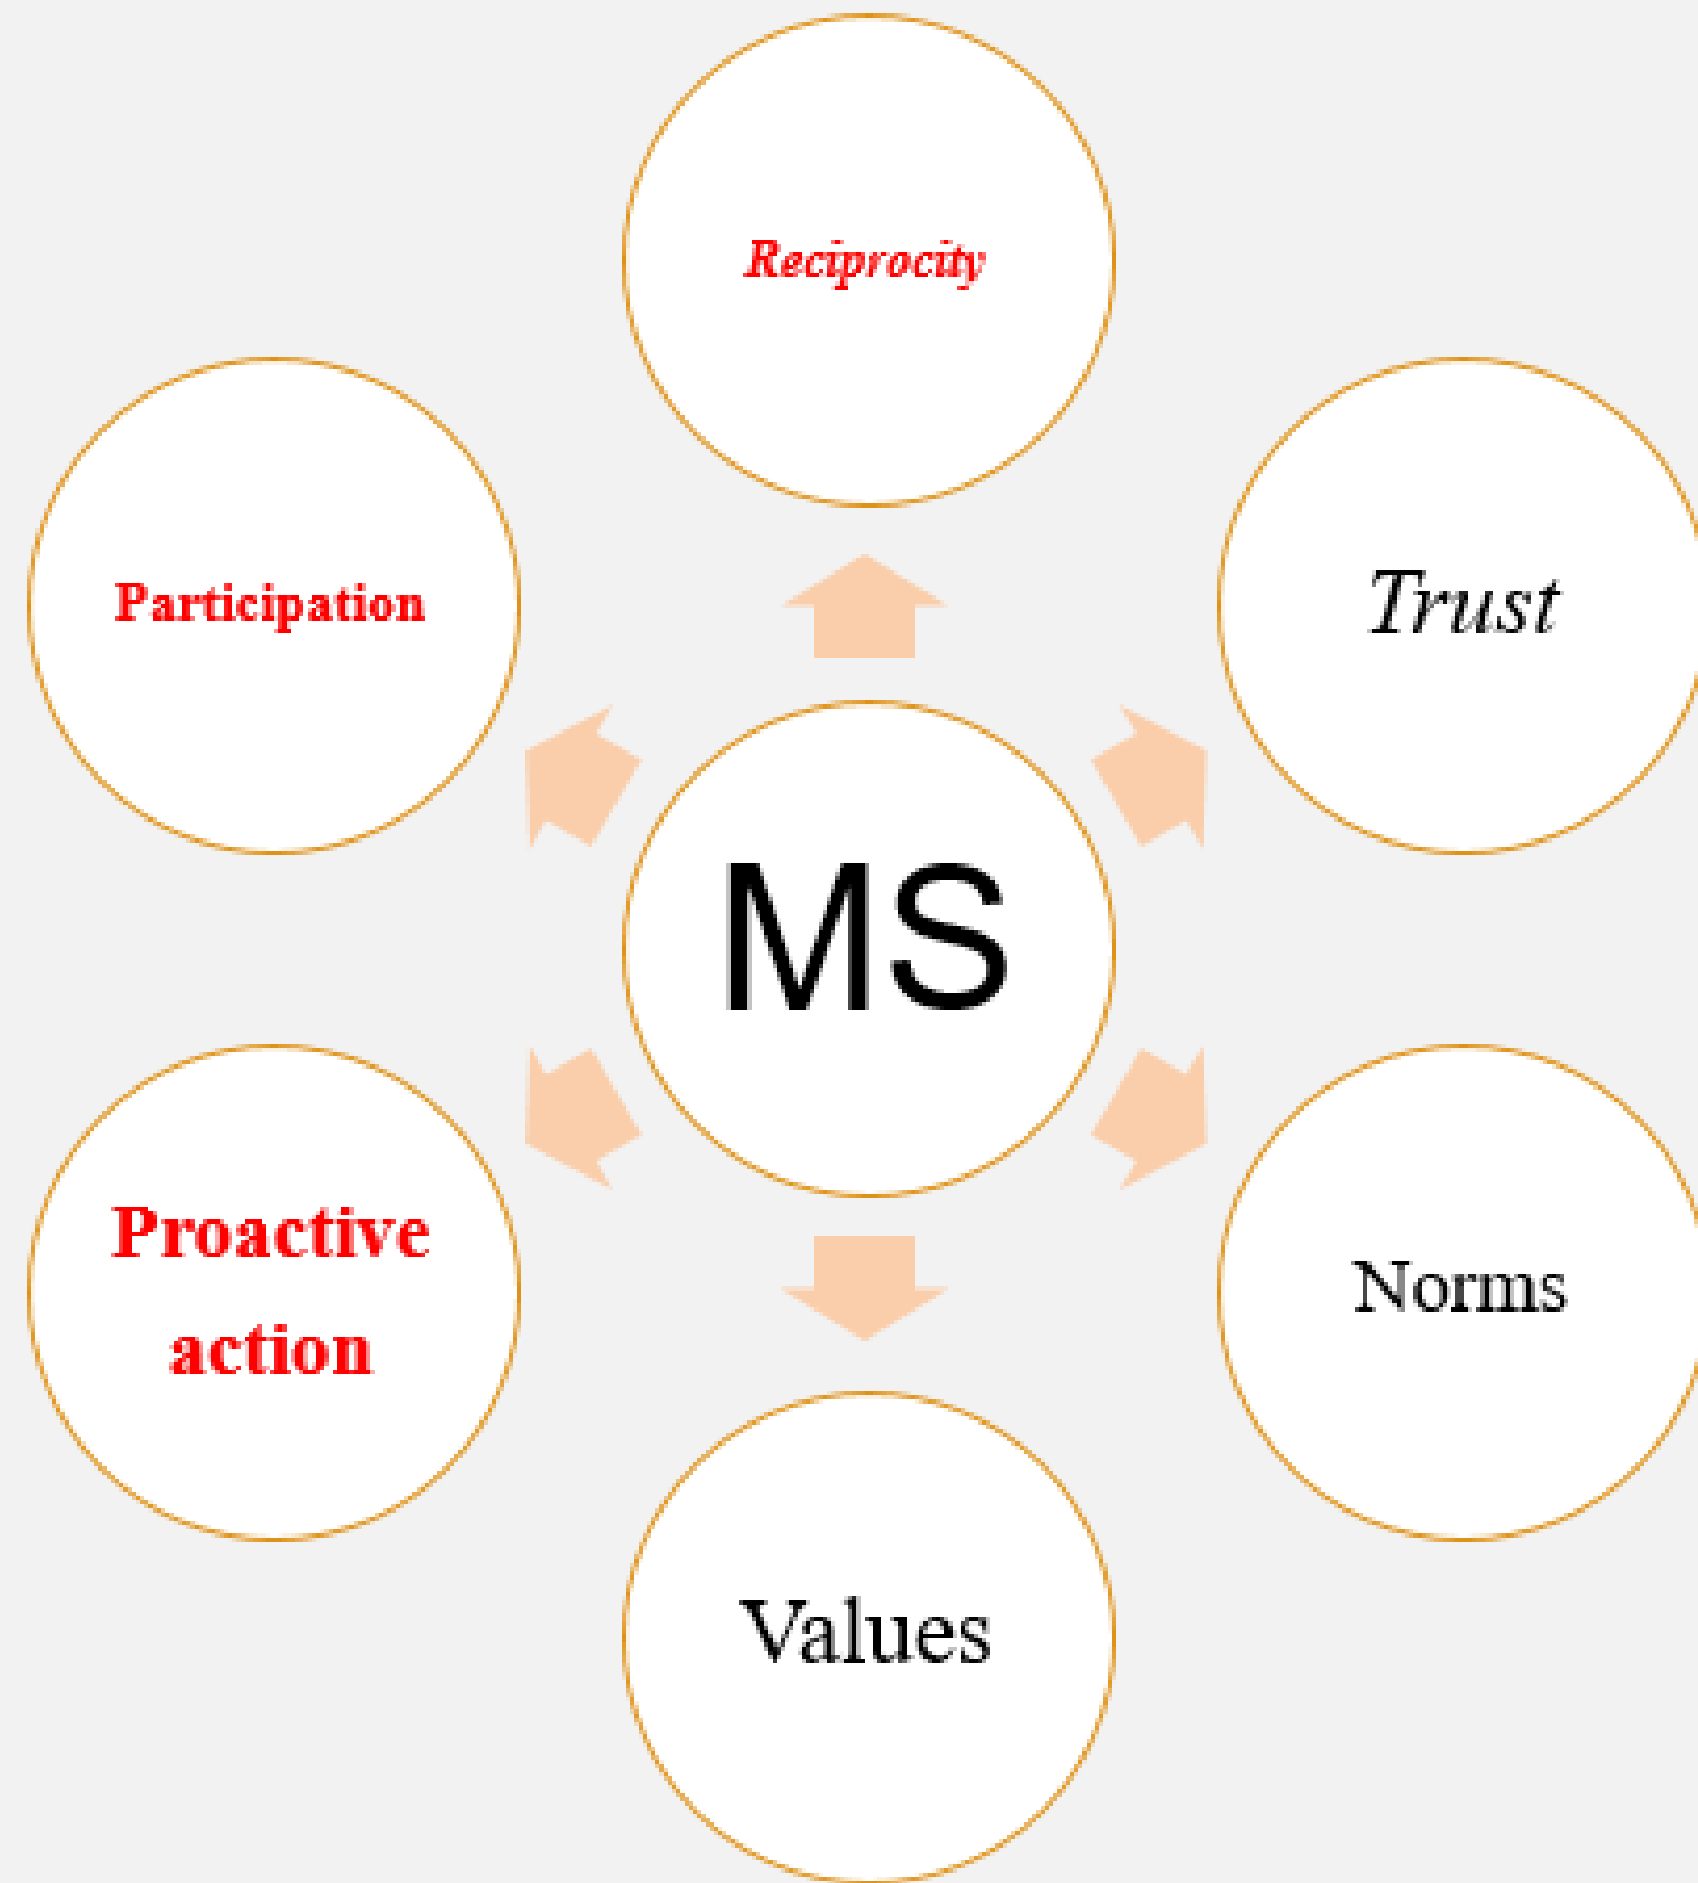 Reciprocity
Participation
Trust
MS
Proactive
action
Norms
Values